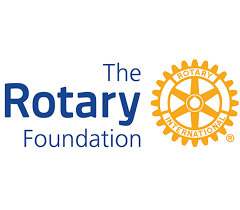 The
Rotary
Foundation
ROTARY
INTERNATIONAL
®